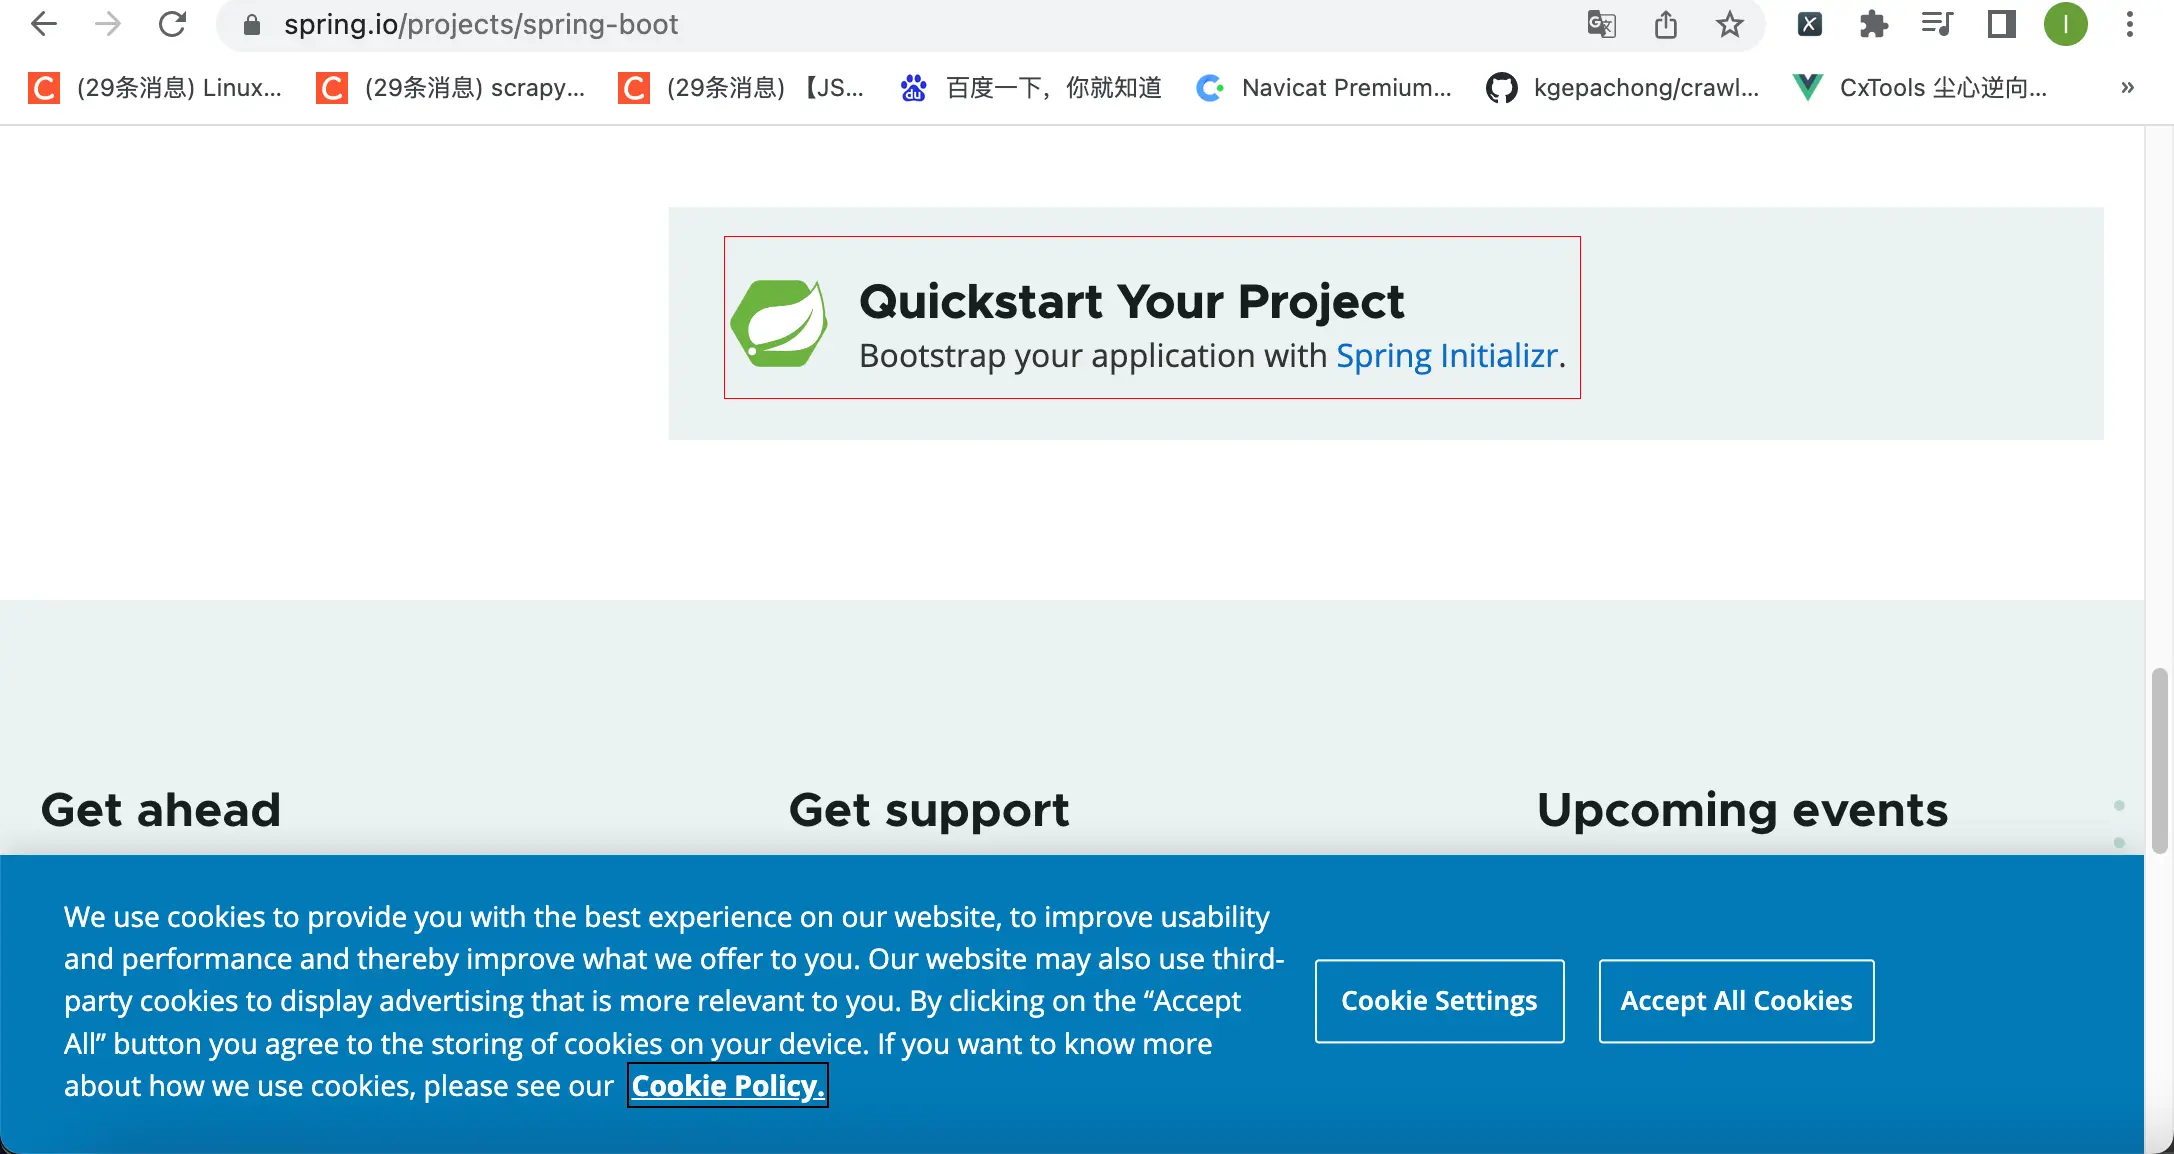 spring.io/projects/spring-boot
I
(29条消息) Linux...
(29条消息) scrapy...
(29条消息) 【JS...
百度一下，你就知道
Navicat Premium...
kgepachong/crawl...
CxTools 尘心逆向...
»
Quickstart Your Project
Bootstrap your application with Spring Initializr.
Get ahead
Get support
Upcoming events
We use cookies to provide you with the best experience on our website, to improve usability
and performance and thereby improve what we offer to you. Our website may also use third-
party cookies to display advertising that is more relevant to you. By clicking on the “Accept
All” button you agree to the storing of cookies on your device. If you want to know more
about how we use cookies, please see our Cookie Policy.
Cookie Settings
Accept All Cookies